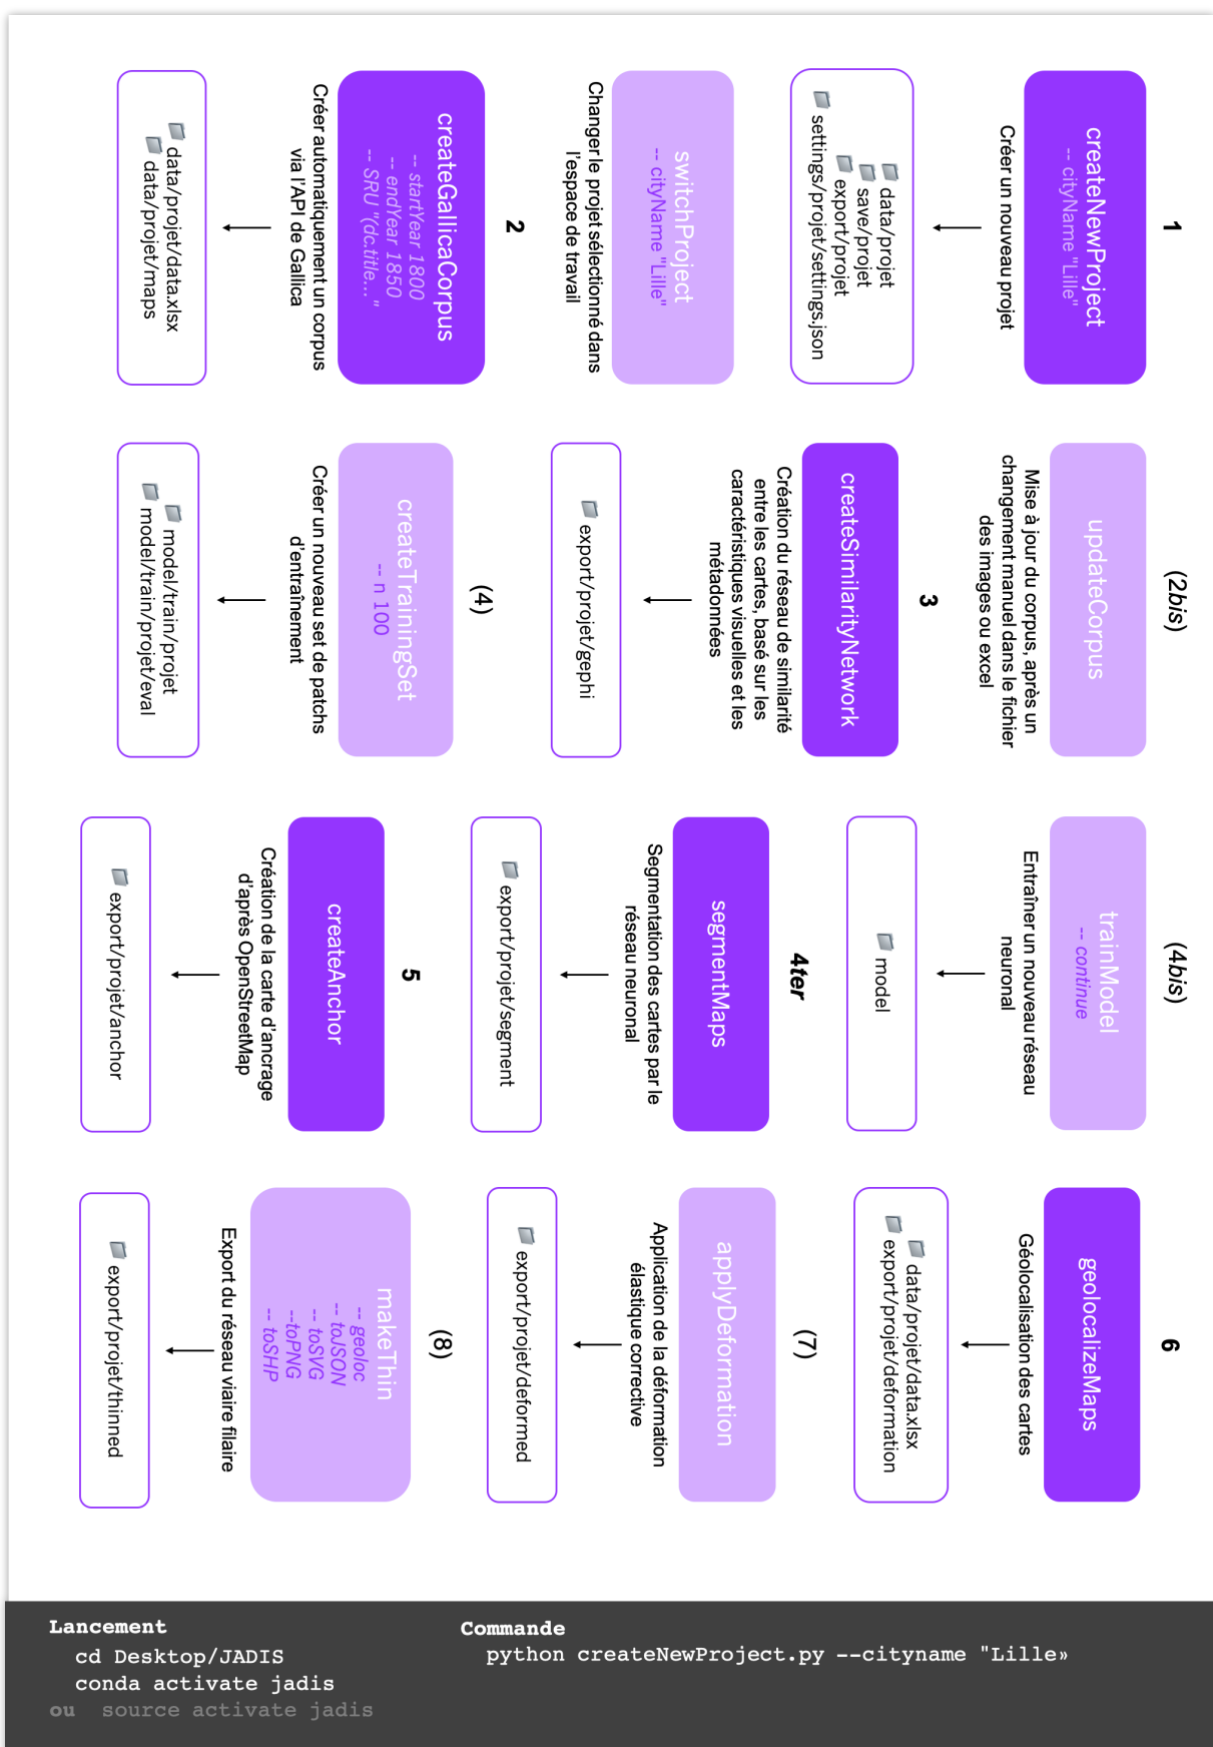 1
createNewProject
-- cityName "Lille"
Créer un nouveau projet
data/projet
save/projet
export/projet
settings/projet/settings.json
switchProject
-- cityName "Lille"
Changer le projet sélectionné dans
l'espace de travail
2
createGallicaCorpus
-- startYear 1800
-- endYear 1850
-- SRU "(dc.title... "
Créer automatiquement un corpus
via l'API de Gallica
data/projet/data.xlsx
data/projet/maps
(2bis)
updateCorpus
Mise à jour du corpus, après un
changement manuel dans le fichier
des images ou excel
3
createSimilarityNetwork
Création du réseau de similarité
entre les cartes, basé sur les
caractéristiques visuelles et les
métadonnées
export/projet/gephi
(4)
createTrainingSet
-- n 100
Créer un nouveau set de patchs
d'entraînement
model/train/projet
model/train/projet/eval
(4bis)
trainModel
-- continue
Entraîner un nouveau réseau
neuronal
model
4ter
segmentMaps
Segmentation des cartes par le
réseau neuronal
export/projet/segment
5
createAnchor
Création de la carte d'ancrage
d'après OpenStreetMap
export/projet/anchor
6
geolocalizeMaps
Géolocalisation des cartes
data/projet/data.xlsx
export/projet/deformation
(7)
applyDeformation
Application de la déformation
élastique corrective
export/projet/deformed
(8)
makeThin
-- geoloc
-- toJSON
-- toSVG
--toPNG
-- toSHP
Export du réseau viaire filaire
export/projet/thinned
Lancement
cd Desktop/JADIS
conda activate jadis
ou source activate jadis
Commande
python createNewProject.py --cityname "Lille»